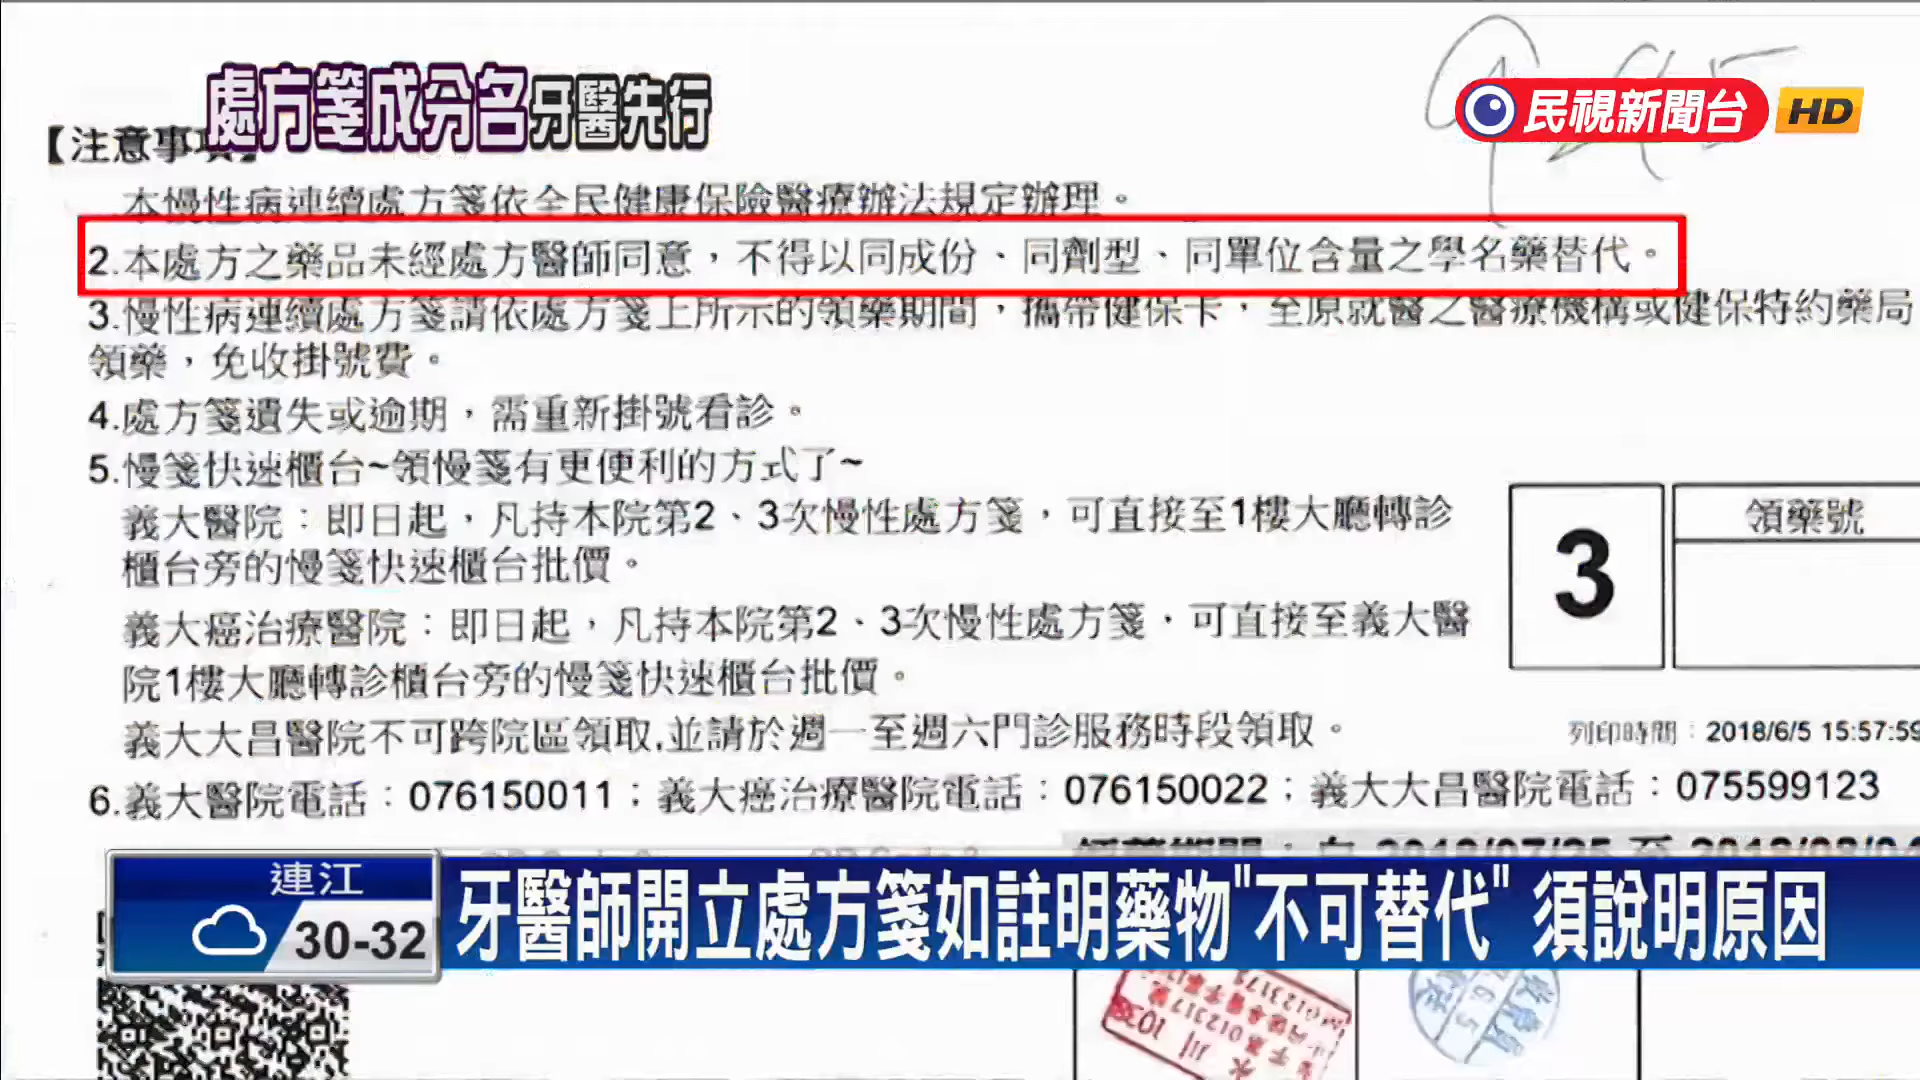 處方箋成分名牙醫先行
民視新聞台 HD
【注意事項】
本慢性病連續處方箋依全民健康保險醫療辦法規定辦理。
2.本處方之藥品未經處方醫師同意，不得以同成份、同劑型、同單位含量之學名藥替代。
3.慢性病連續處方箋請依處方箋上所示的領藥期間，攜帶健保卡，至原就醫之醫療機構或健保特約藥局
領藥，免收掛號費。
4.處方箋遺失或逾期，需重新掛號看診。
5.慢箋快速櫃台~領慢箋有更便利的方式了~
義大醫院：即日起，凡持本院第2、3次慢性處方箋，可直接至1樓大廳轉診
櫃台旁的慢箋快速櫃台批價。
義大癌治療醫院：即日起，凡持本院第2、3次慢性處方箋，可直接至義大醫
院1樓大廳轉診櫃台旁的慢箋快速櫃台批價。
義大大昌醫院不可跨院區領取,並請於週一至週六門診服務時段領取。
6.義大醫院電話：076150011；義大癌治療醫院電話：076150022；義大大昌醫院電話：075599123
3
領藥號
列印時間：2018/6/5 15:57:59
連江
30-32
牙醫師開立處方箋如註明藥物"不可替代" 須說明原因